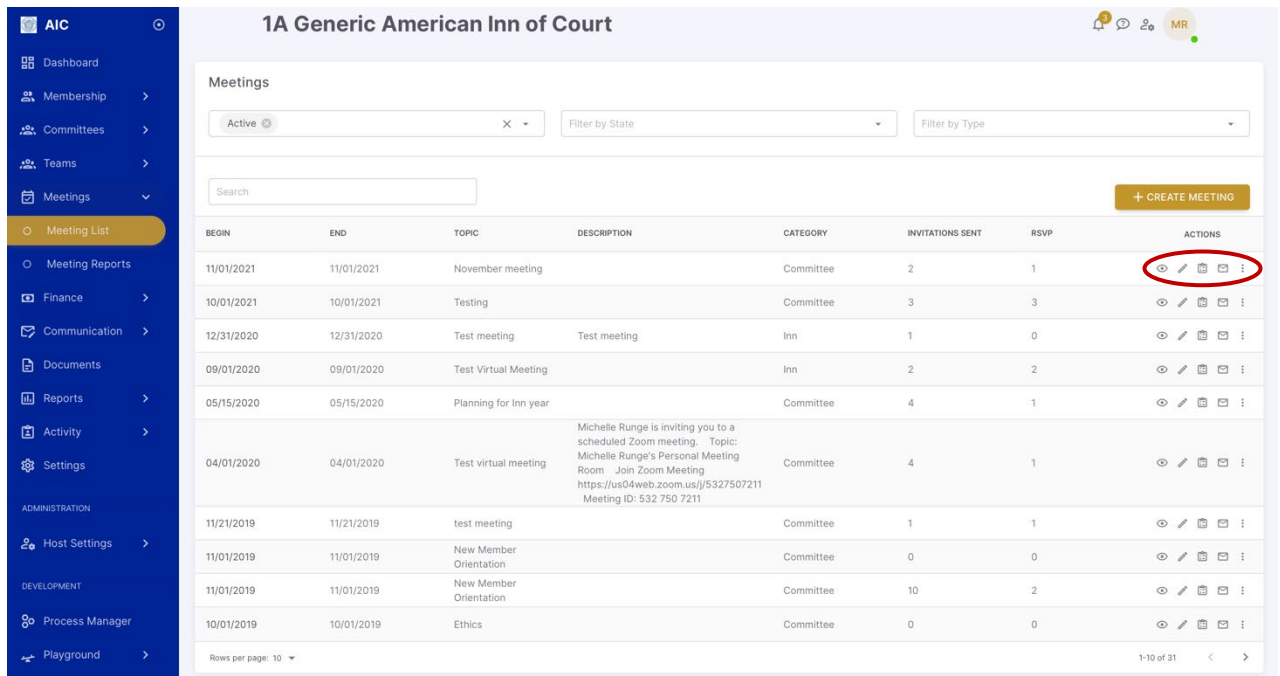 AIC
1A Generic American Inn of Court
3
MR
Dashboard
Membership
Committees
Teams
Meetings
Meeting List
Meeting Reports
Finance
Communication
Documents
Reports
Activity
Settings
ADMINISTRATION
Host Settings
DEVELOPMENT
Process Manager
Playground
Meetings
Active
Filter by State
Filter by Type
Search
+ CREATE MEETING
BEGIN END TOPIC DESCRIPTION CATEGORY INVITATIONS SENT RSVP ACTIONS
11/01/2021 11/01/2021 November meeting Committee 2 1
10/01/2021 10/01/2021 Testing Committee 3 3
12/31/2020 12/31/2020 Test meeting Test meeting Inn 1 0
09/01/2020 09/01/2020 Test Virtual Meeting Inn 2 2
05/15/2020 05/15/2020 Planning for Inn year Committee 4 1
Michelle Runge is inviting you to a
scheduled Zoom meeting. Topic:
Michelle Runge's Personal Meeting
04/01/2020 04/01/2020 Test virtual meeting Room Join Zoom Meeting Committee 4 1
https://us04web.zoom.us/j/5327507211
Meeting ID: 532 750 7211
11/21/2019 11/21/2019 test meeting Committee 1 1
11/01/2019 11/01/2019 New Member Orientation Committee 0 0
11/01/2019 11/01/2019 New Member Orientation Committee 10 2
10/01/2019 10/01/2019 Ethics Committee 0 0
Rows per page: 10 1-10 of 31